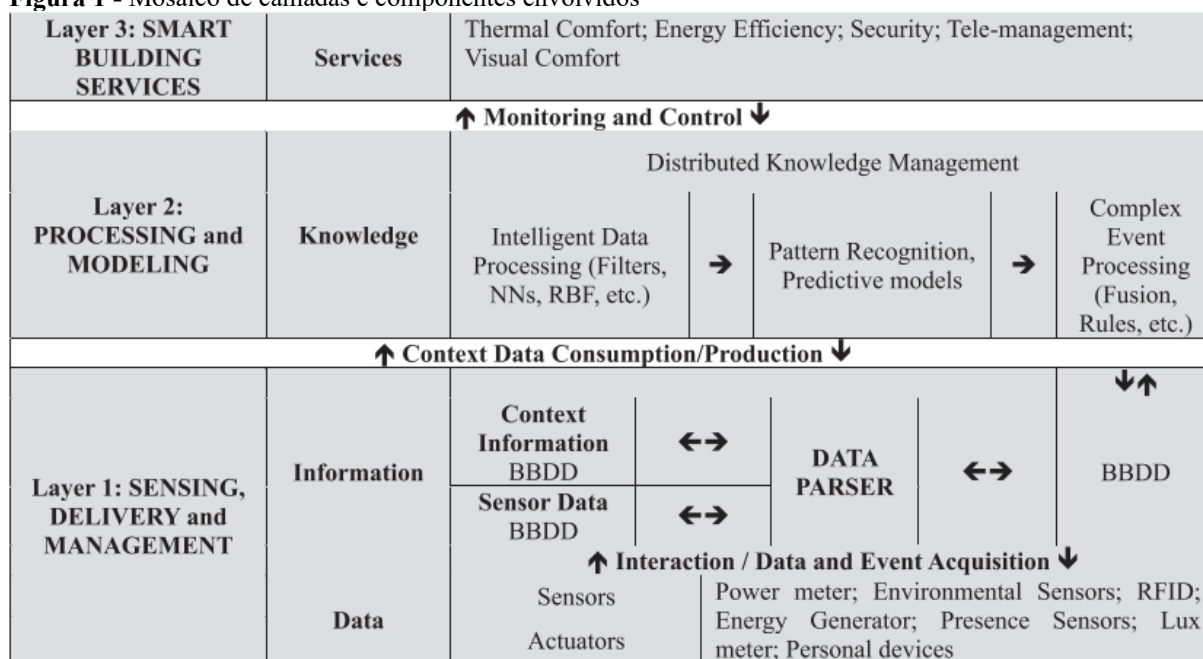 Figura 1 - Mosaico de camadas e componentes envolvidos
Layer 3: SMART
BUILDING
SERVICES
Services
Thermal Comfort; Energy Efficiency; Security; Tele-management;
Visual Comfort
↑ Monitoring and Control ↓
Layer 2:
PROCESSING and
MODELING
Knowledge
Distributed Knowledge Management
Intelligent Data
Processing (Filters,
NNs, RBF, etc.)
→
Pattern Recognition,
Predictive models
→
Complex
Event
Processing
(Fusion,
Rules, etc.)
↑ Context Data Consumption/Production ↓
Layer 1: SENSING,
DELIVERY and
MANAGEMENT
Information
Context
Information
BBDD
←→
Sensor Data
BBDD
←→
DATA
PARSER
←→
↓↑
BBDD
↑ Interaction / Data and Event Acquisition ↓
Data
Sensors
Actuators
Power meter; Environmental Sensors; RFID;
Energy Generator; Presence Sensors; Lux
meter; Personal devices